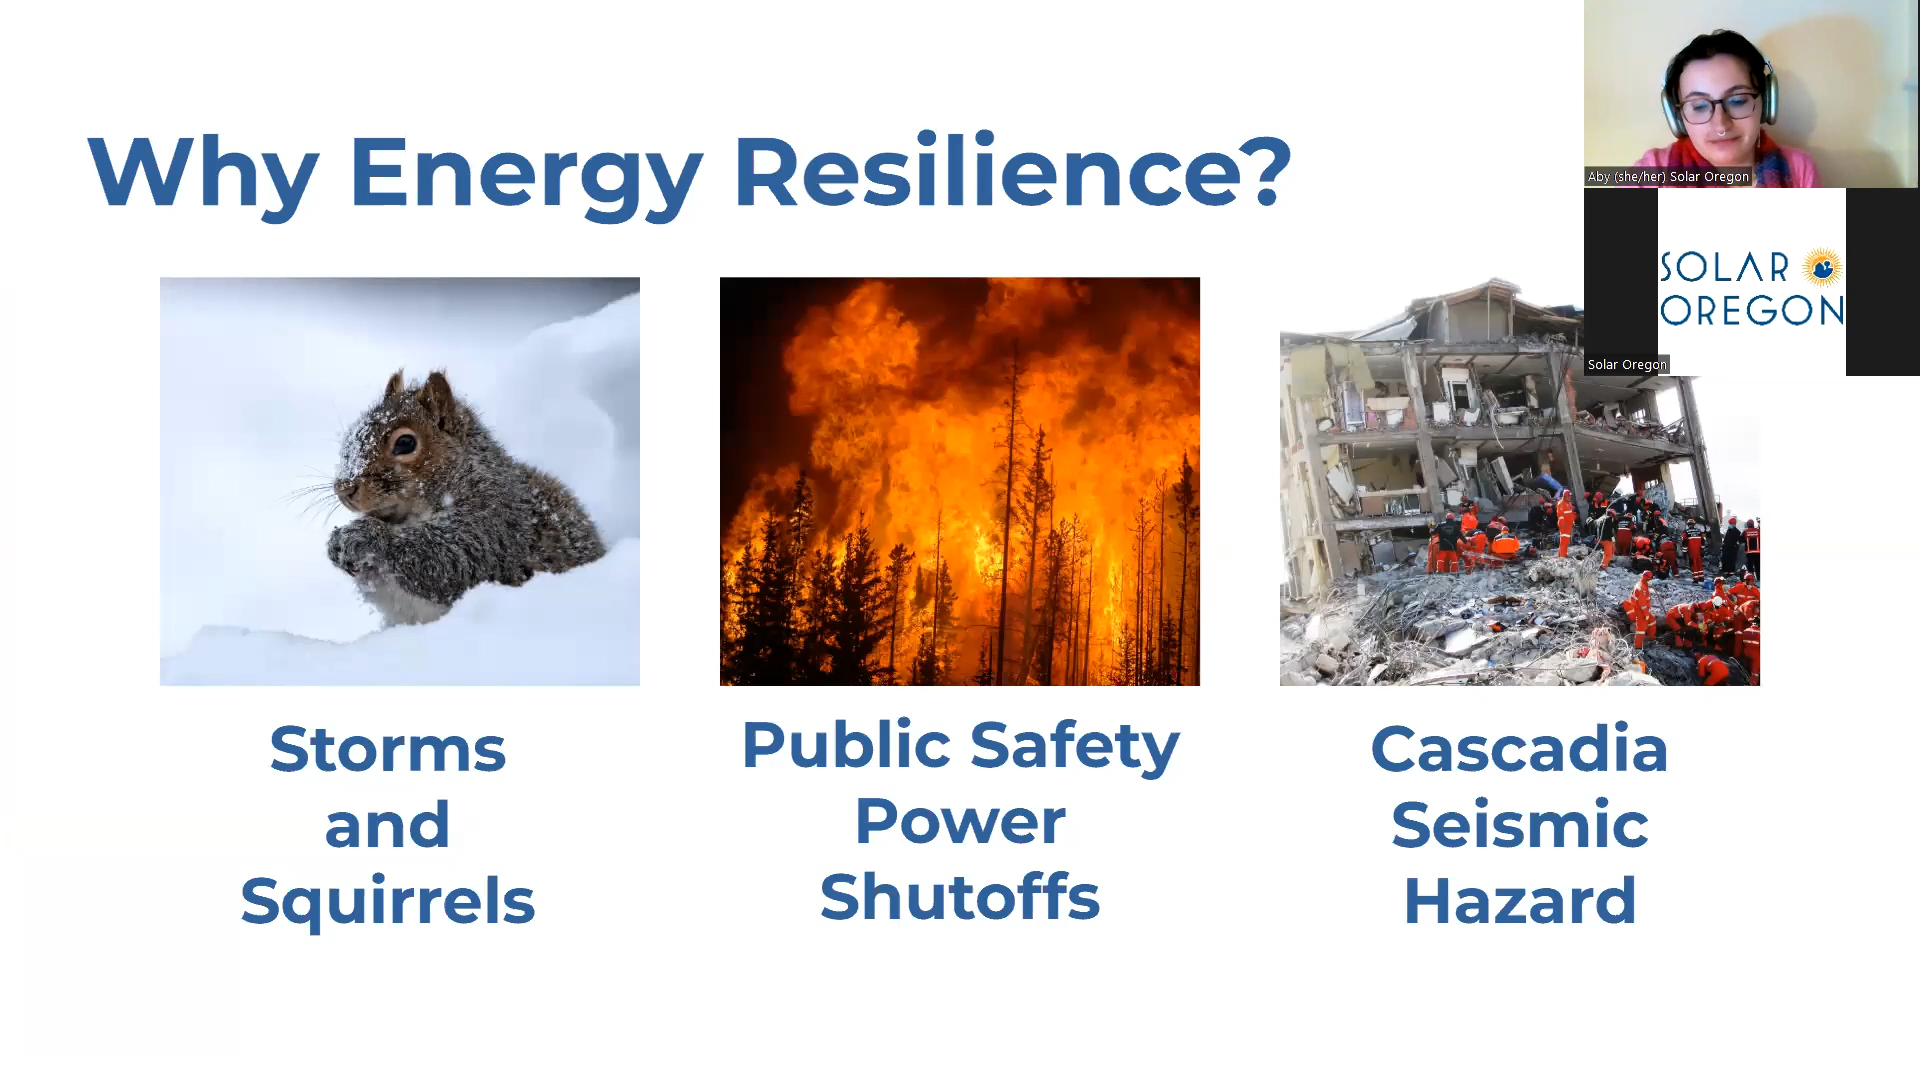 Why Energy Resilience?
Aby (she/her) Solar Oregon
SOLAR
OREGON
Solar Oregon
Storms
and
Squirrels
Public Safety
Power
Shutoffs
Cascadia
Seismic
Hazard